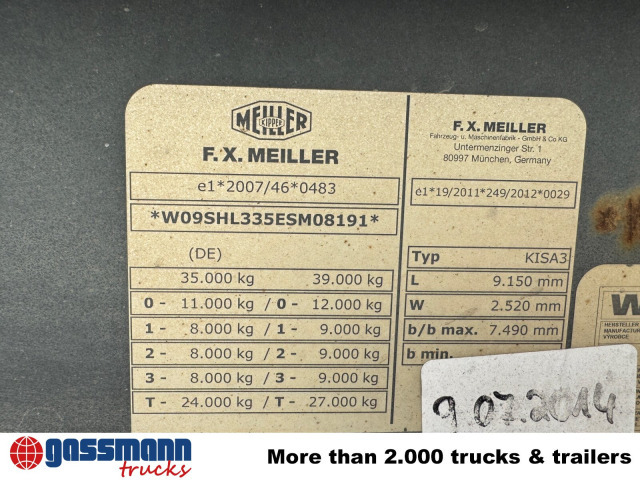 MEILLER
KIPPER
F.X. MEILLER
e1*2007/46*0483
*W09SHL335ESM08191*
(DE)
35.000 kg 39.000 kg
0- 11.000 kg / 0- 12.000 kg
1- 8.000 kg / 1- 9.000 kg
2- 8.000 kg / 2- 9.000 kg
3- 8.000 kg / 3- 9.000 kg
T- 24.000 kg / T- 27.000 kg
F.X. MEILLER
Fahrzeug- u. Maschinenfabrik - GmbH & Co KG
Untermenzinger Str. 1
80997 München, Germany
e1*19/2011*249/2012*0029
Typ KISA3
L 9.150 mm
W 2.520 mm
b/b max. 7.490 mm
b min.
9.07.2014
W
HERSTELLER
MANUFACTUR
VYROBCE
gassmann
trucks
More than 2.000 trucks & trailers